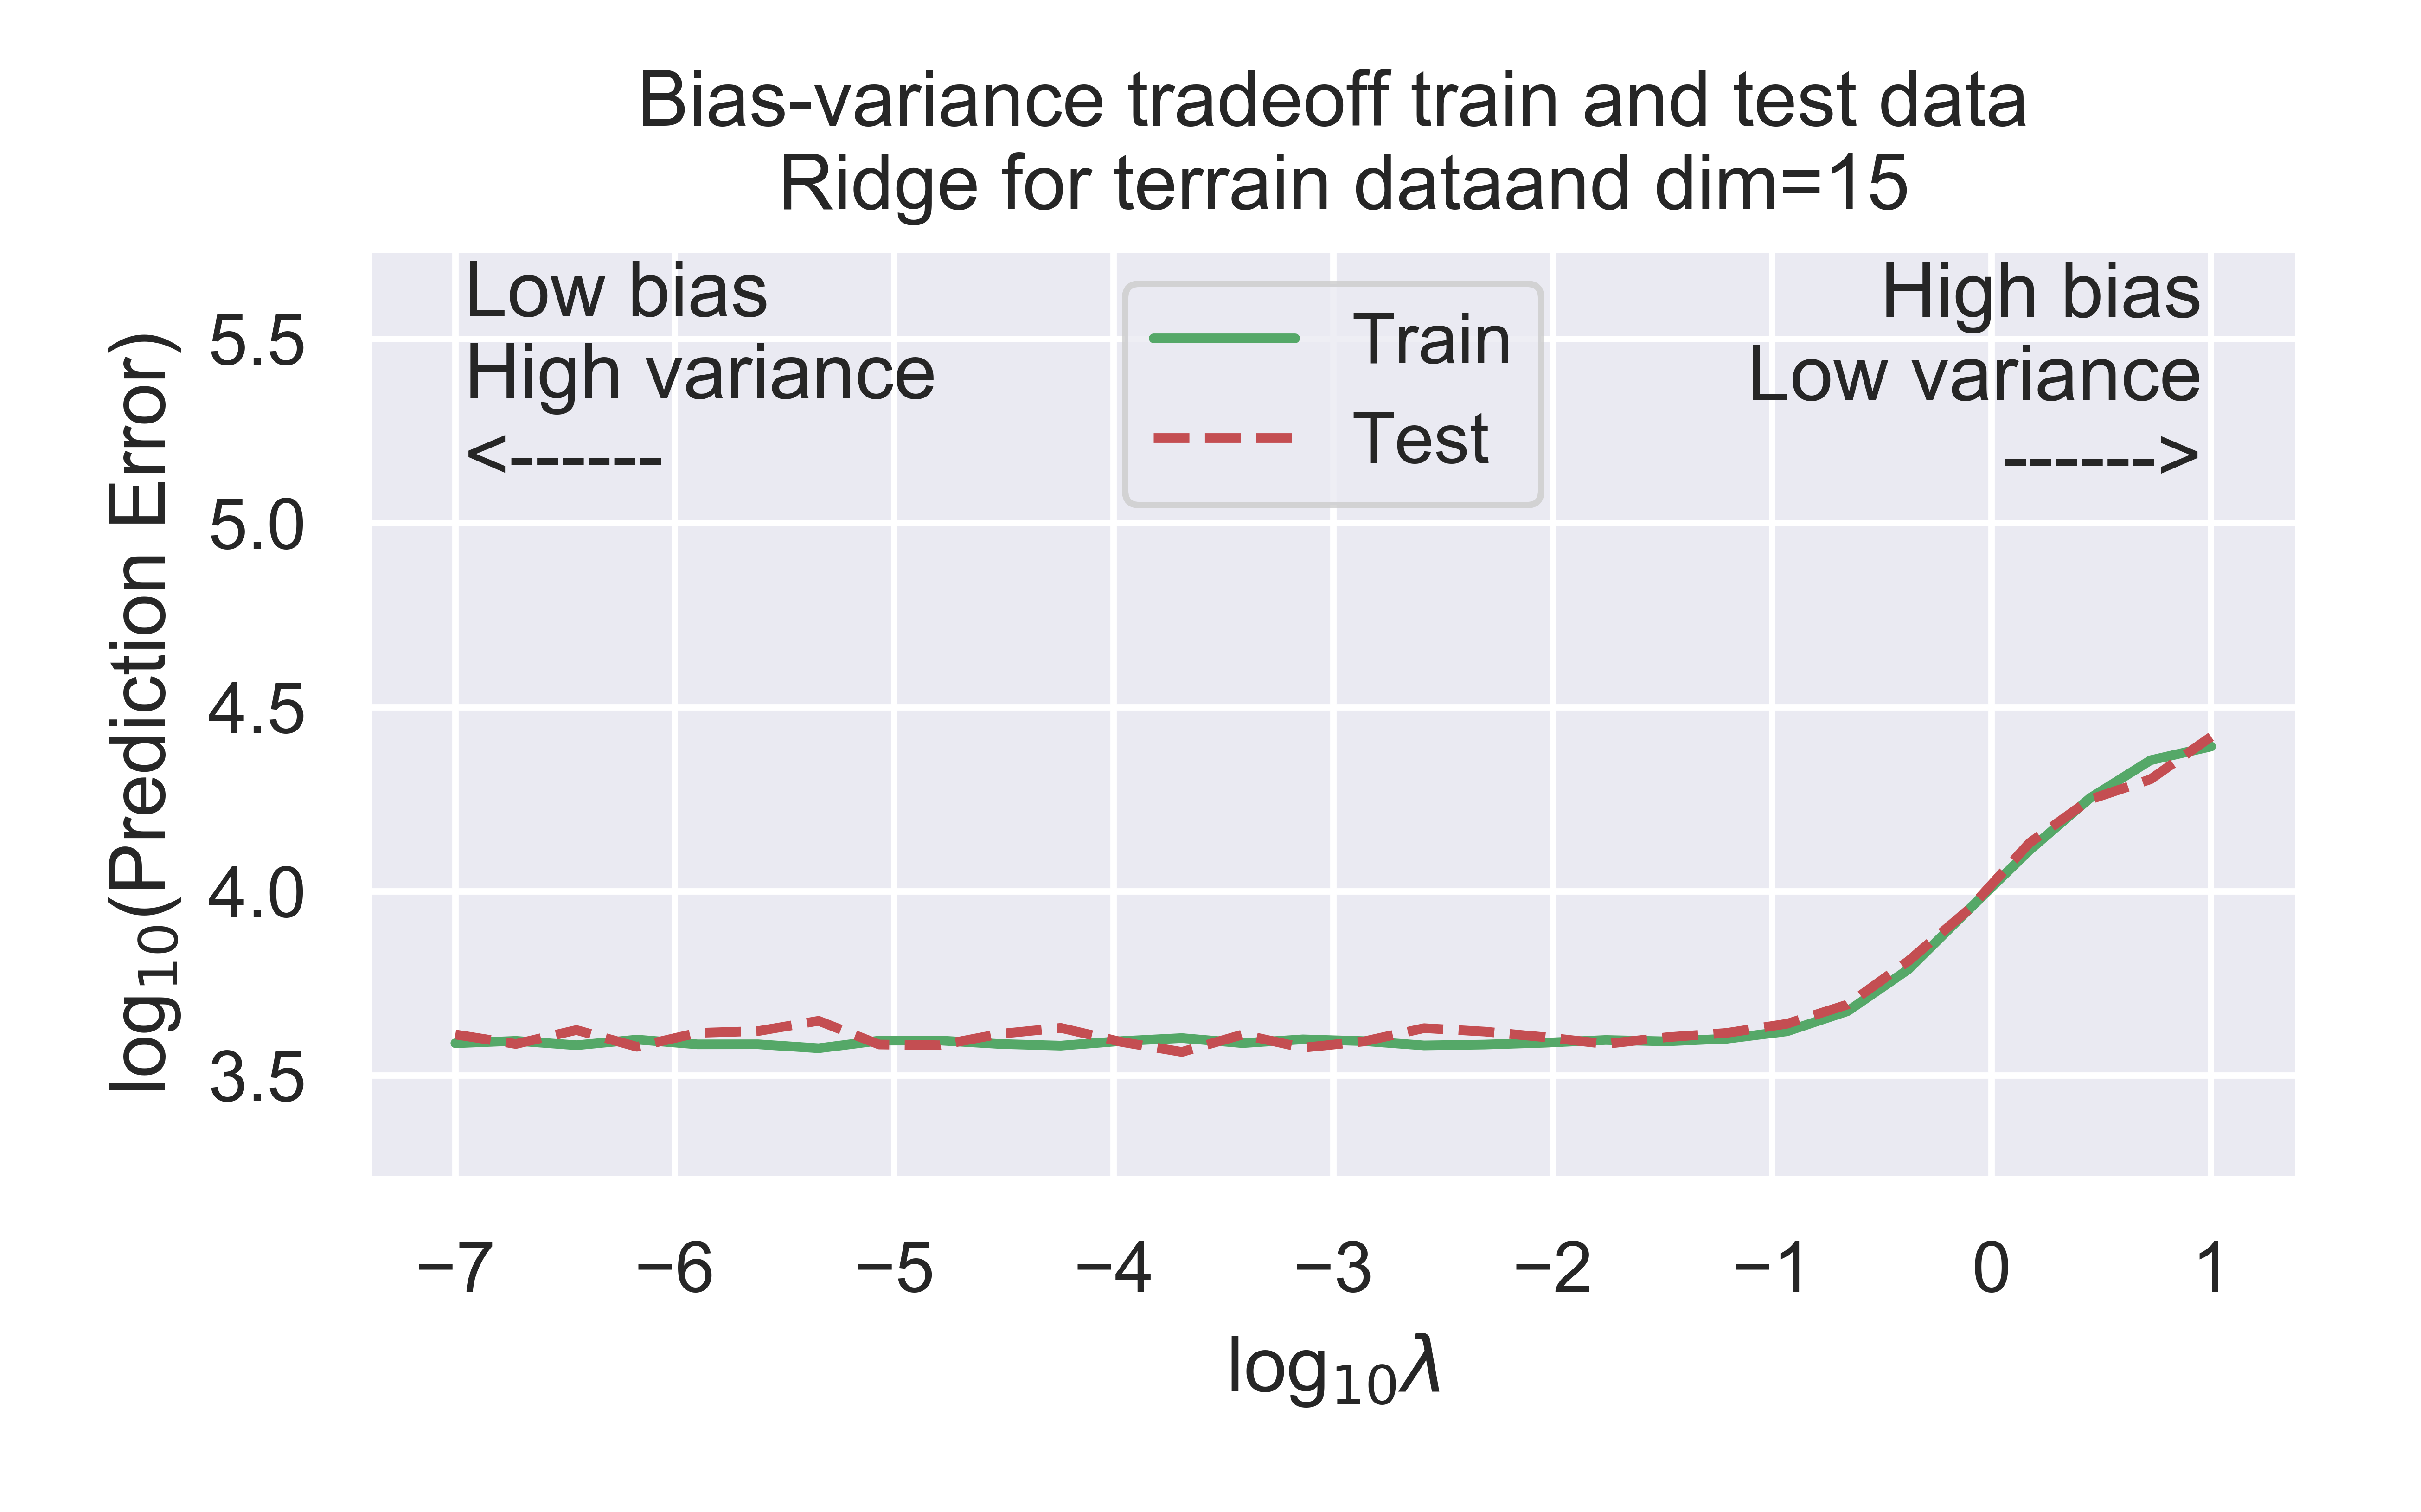 Bias-variance tradeoff train and test data
Ridge for terrain dataand dim=15
Low bias
High variance
<------
Train
Test
High bias
Low variance
------>
log₁₀(Prediction Error)
5.5
5.0
4.5
4.0
3.5
−7 −6 −5 −4 −3 −2 −1 0 1
log₁₀λ